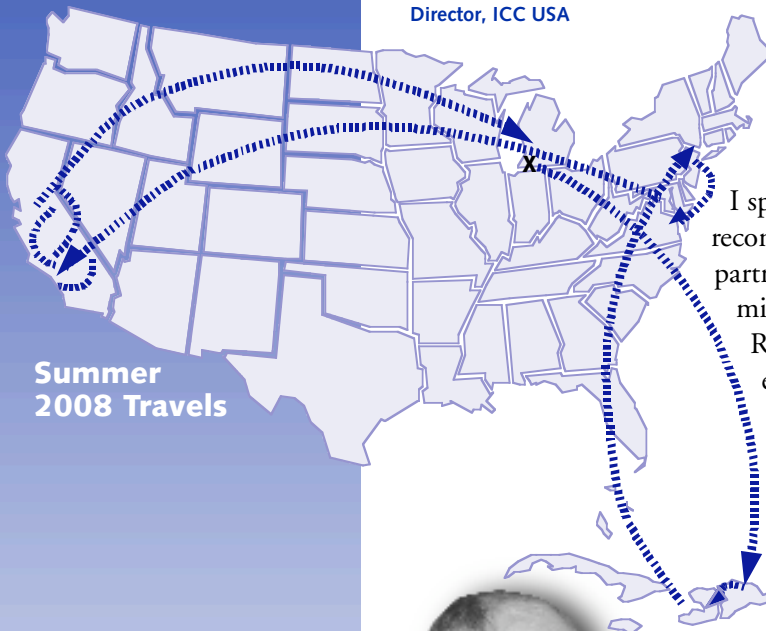 Director, ICC USA
X
I sp
recon
partn
mi
R
e
Summer
2008 Travels